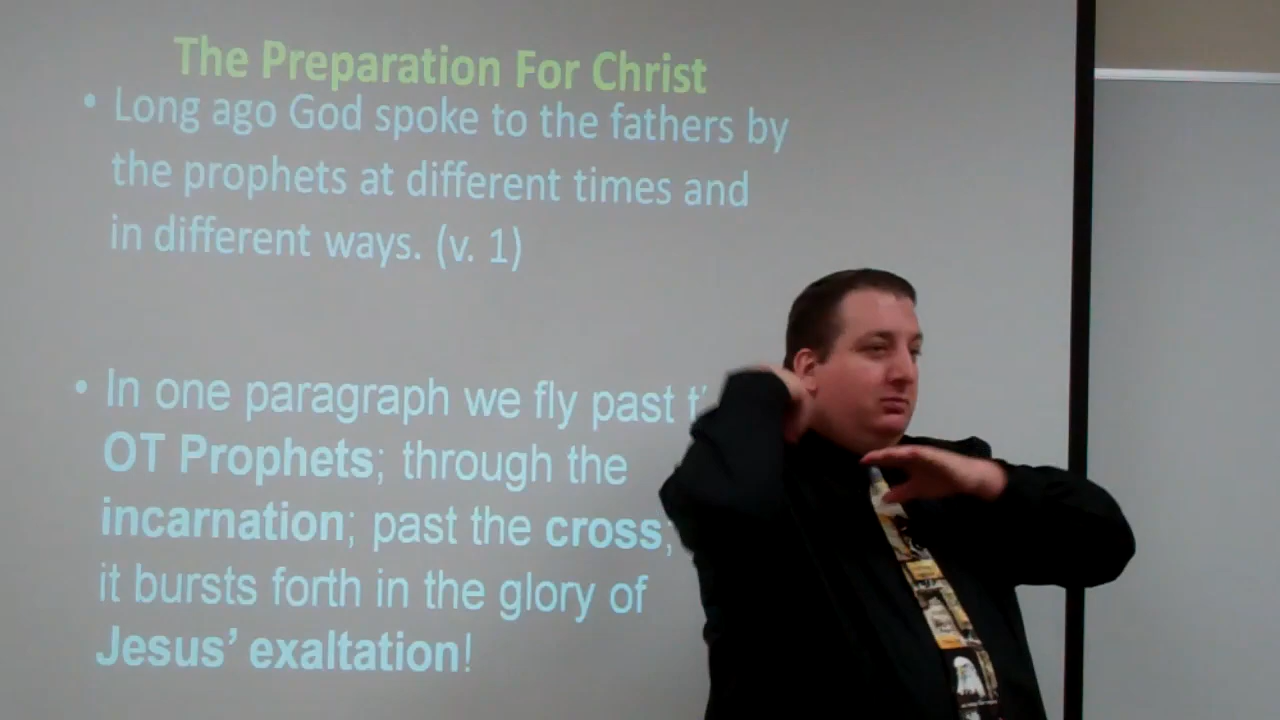 The Preparation For Christ
• Long ago God spoke to the fathers by
the prophets at different times and
in different ways. (v. 1)
• In one paragraph we fly past
OT Prophets; through the
incarnation; past the cross;
it bursts forth in the glory of
Jesus’ exaltation!